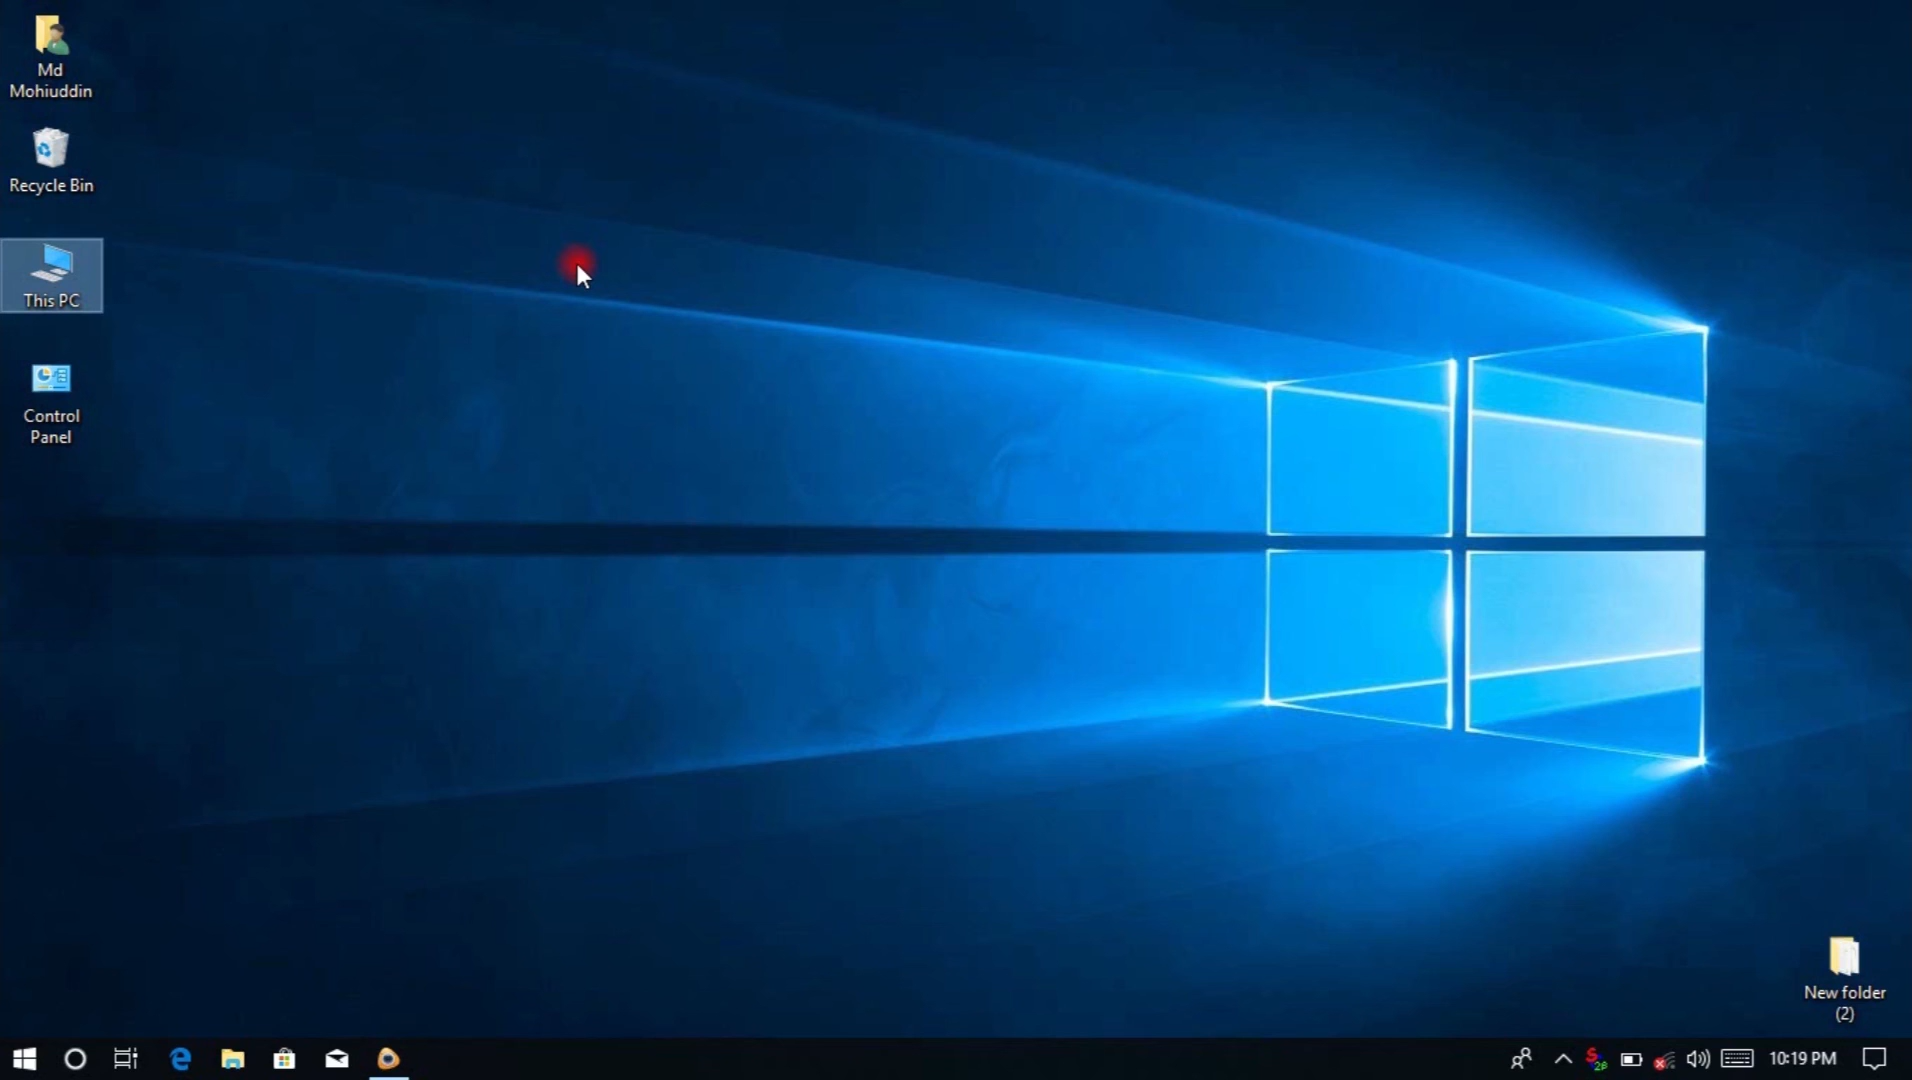 Md
Mohiuddin
Recycle Bin
This PC
Control
Panel
New folder
(2)
10:19 PM